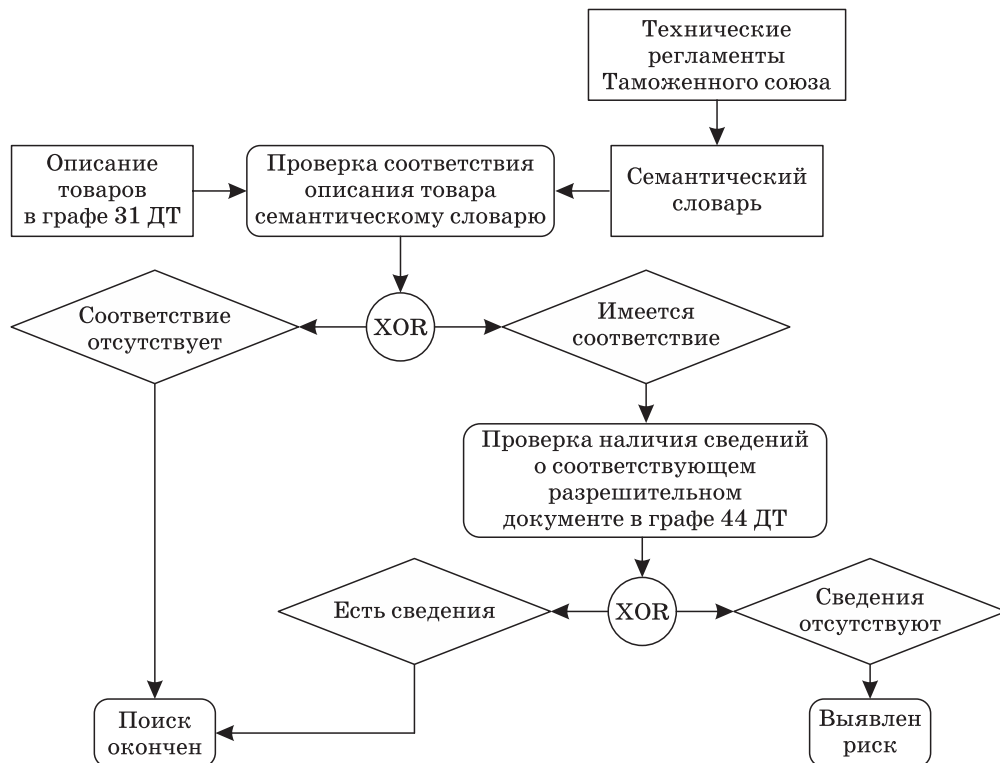 Технические
регламенты
Таможенного союза
Описание
товаров
в графе 31 ДТ
Проверка соответствия
описания товара
семантическому словарю
Семантический
словарь
Соответствие
отсутствует
XOR
Имеется
соответствие
Проверка наличия сведений
о соответствующем
разрешительном
документе в графе 44 ДТ
Есть сведения
XOR
Сведения
отсутствуют
Поиск
окончен
Выявлен
риск